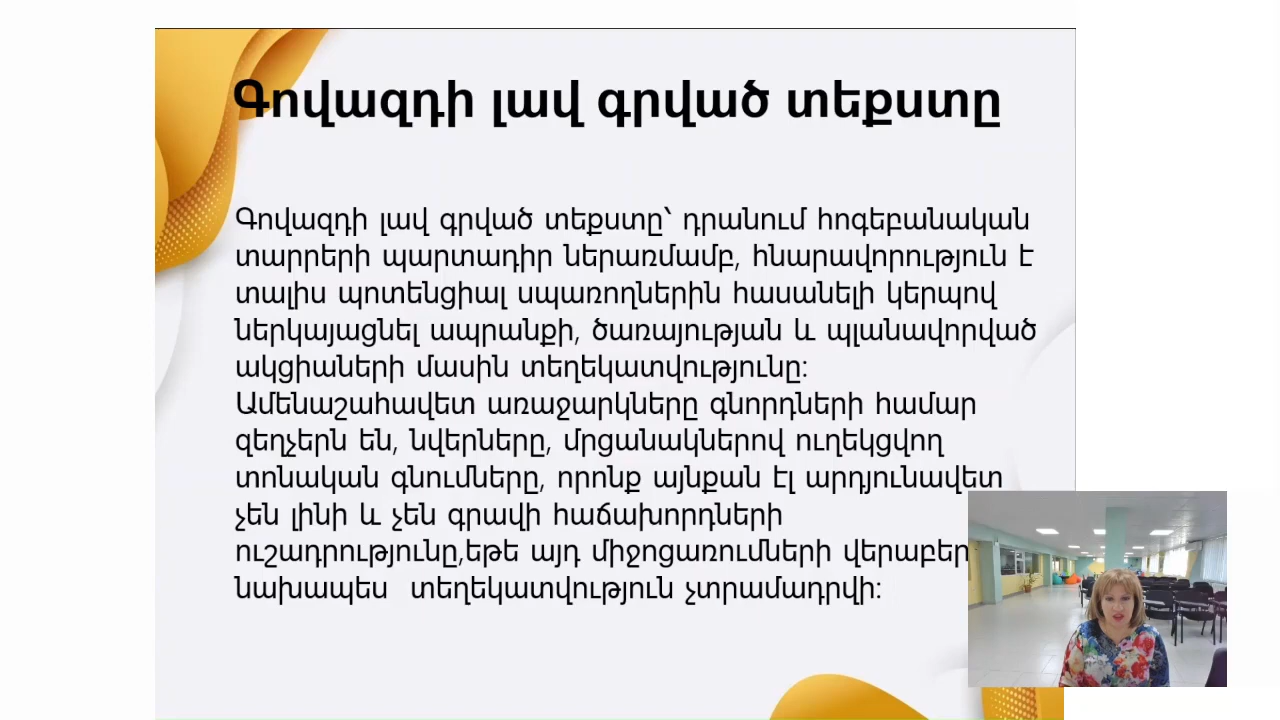 Գովազդի լավ գրված տեքստը
Գովազդի լավ գրված տեքստը՝ դրանում հոգեբանական
տարրերի պարտադիր ներառմամբ, հնարավորություն է
տալիս պոտենցիալ սպառողներին հասանելի կերպով
ներկայացնել ապրանքի, ծառայության և պլանավորված
ակցիաների մասին տեղեկատվությունը։
Ամենաշահավետ առաջարկները գնորդների համար
զեղչերն են, նվերները, մրցանակներով ուղեկցվող
տոնական գնումները, որոնք այնքան էլ արդյունավետ
չեն լինի և չեն գրավի հաճախորդների
ուշադրությունը,եթե այդ միջոցառումների վերաբեր
նախապես  տեղեկատվություն չտրամադրվի։